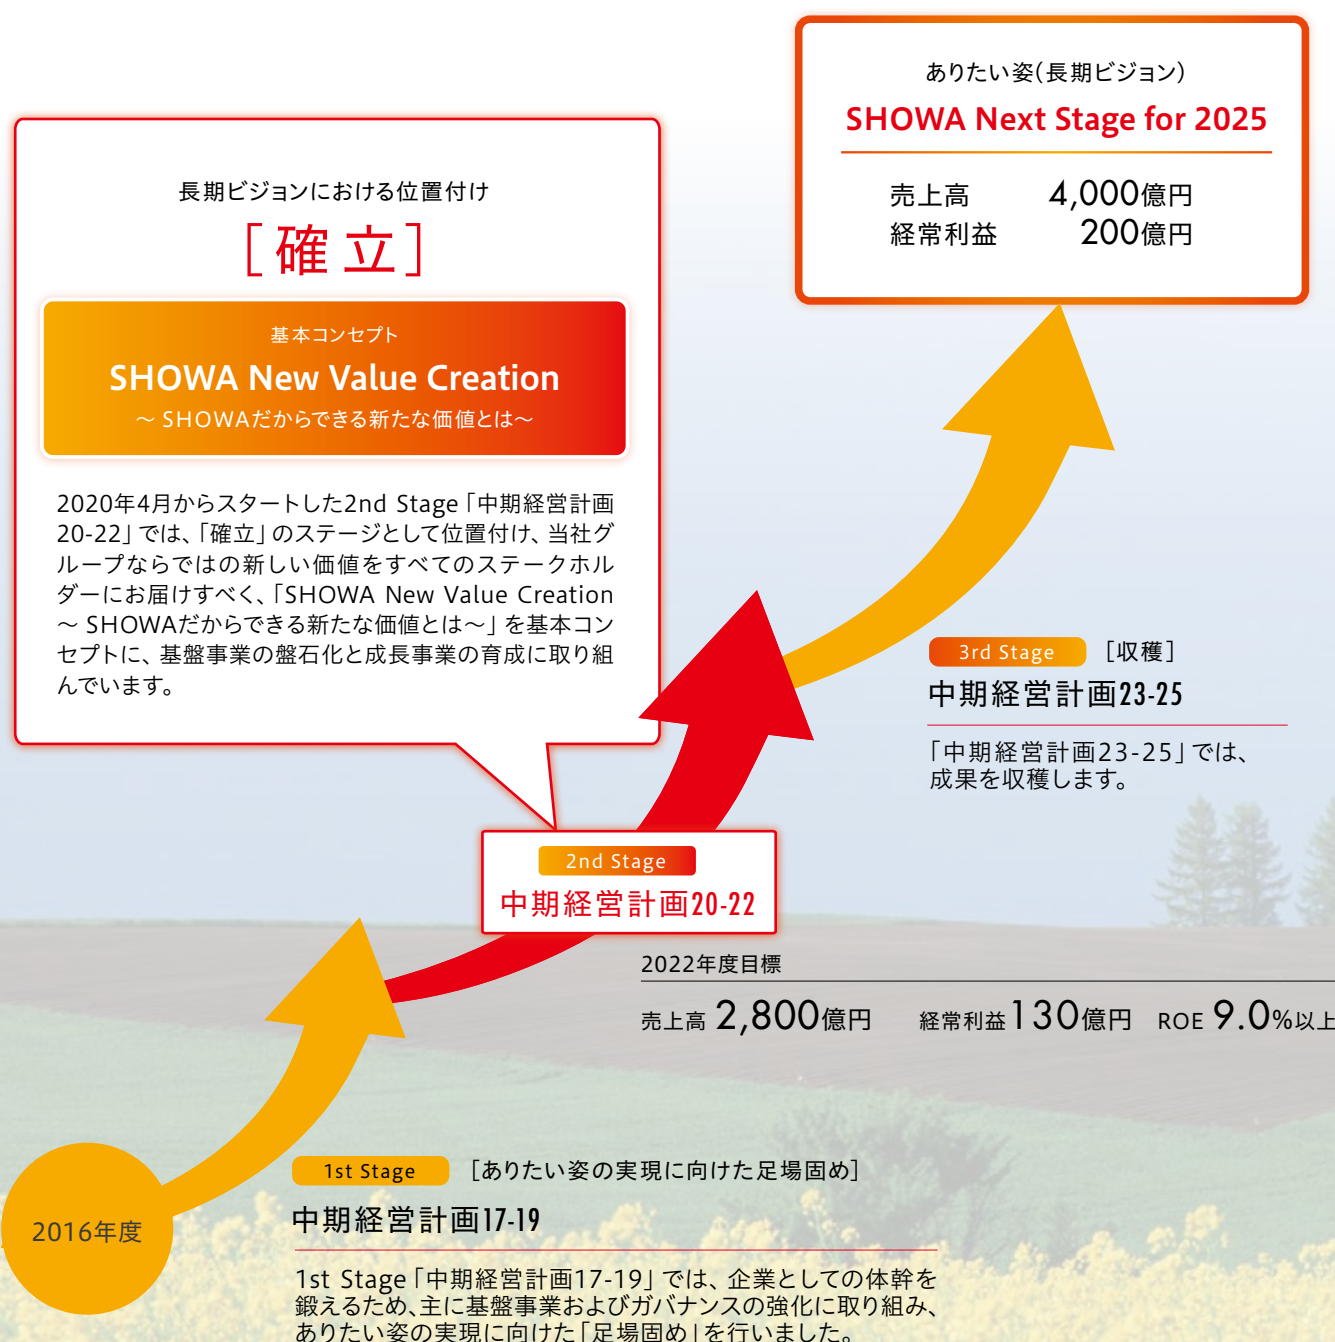 ありたい姿(長期ビジョン)
SHOWA Next Stage for 2025
売上高 4,000億円
経常利益 200億円
長期ビジョンにおける位置付け
［確立］
基本コンセプト
SHOWA New Value Creation
～ SHOWAだからできる新たな価値とは～
2020年4月からスタートした2nd Stage「中期経営計画
20-22」では、「確立」のステージとして位置付け、当社グ
ループならではの新しい価値をすべてのステークホル
ダーにお届けすべく、「SHOWA New Value Creation
～ SHOWAだからできる新たな価値とは～」を基本コン
セプトに、基盤事業の盤石化と成長事業の育成に取り組
んでいます。
3rd Stage ［収穫］
中期経営計画23-25
「中期経営計画23-25」では、
成果を収穫します。
2nd Stage
中期経営計画20-22
2022年度目標
売上高 2,800億円 経常利益130億円 ROE 9.0%以上
1st Stage ［ありたい姿の実現に向けた足場固め］
中期経営計画17-19
2016年度
1st Stage「中期経営計画17-19」では、企業としての体幹を
鍛えるため、主に基盤事業およびガバナンスの強化に取り組み、
ありたい姿の実現に向けた「足場固め」を行いました。